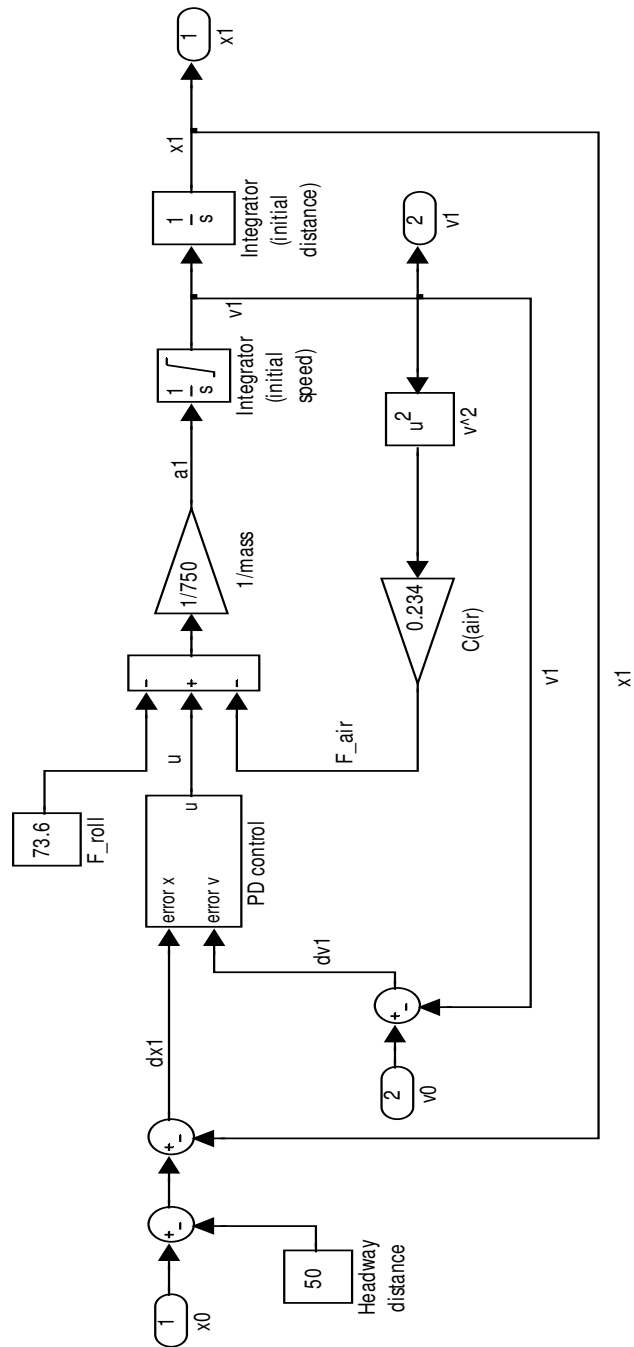 1
x0
50
Headway
distance
+
-
+
-
dx1
2
v0
+
-
dv1
error x
error v
u
PD control
73.6
F_roll
u
F_air
-
+
-
1/750
1/mass
a1
1
s
Integrator
(initial
speed)
v1
1
s
Integrator
(initial
distance)
x1
1
x1
2
v1
u²
v^2
0.234
C(air)
v1
x1